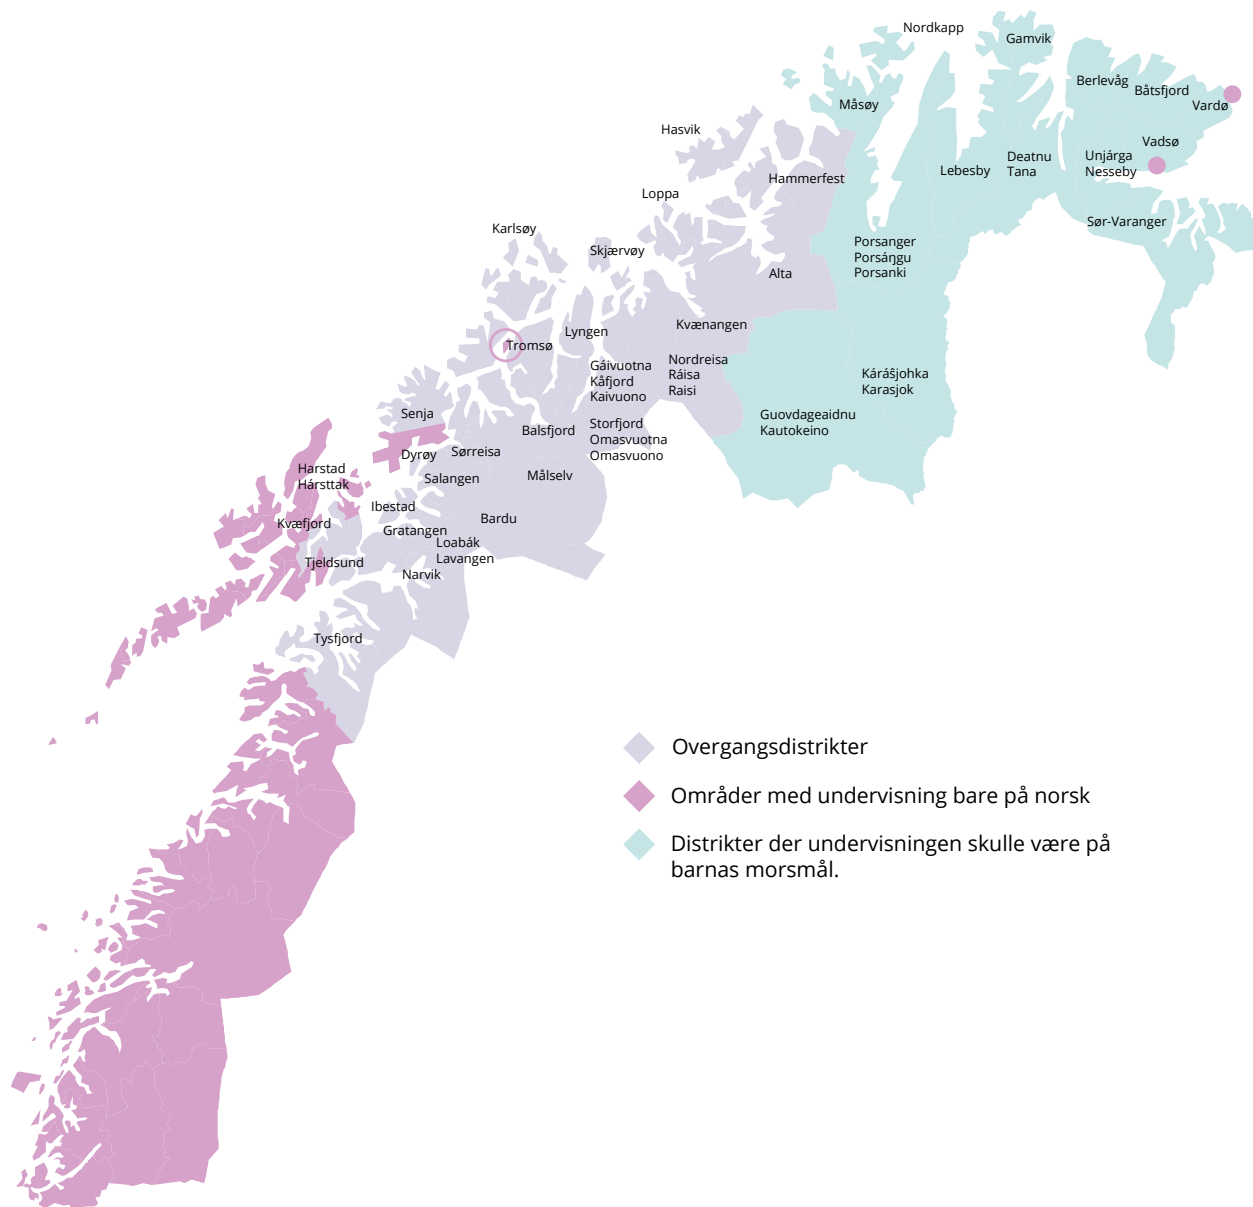 Nordkapp
Gamvik
Berlevåg
Båtsfjord
Vardø
Måsøy
Hasvik
Vadsø
Hammerfest
Lebesby
Deatnu
Tana
Unjárga
Nesseby
Loppa
Sør-Varanger
Karlsøy
Skjærvøy
Porsanger
Porsáŋgu
Porsanki
Alta
Lyngen
Kvænangen
Tromsø
Gáivuotna
Kåfjord
Kaivuono
Nordreisa
Ráisa
Raisi
Kárášjohka
Karasjok
Guovdageaidnu
Kautokeino
Senja
Balsfjord
Storfjord
Omasvuotna
Omasvuono
Dyrøy
Sørreisa
Harstad
Hársttak
Salangen
Målselv
Ibestad
Kvæfjord
Gratangen
Bardu
Loabák
Lavangen
Tjeldsund
Narvik
Tysfjord
Overgangsdistrikter
Områder med undervisning bare på norsk
Distrikter der undervisningen skulle være på
barnas morsmål.